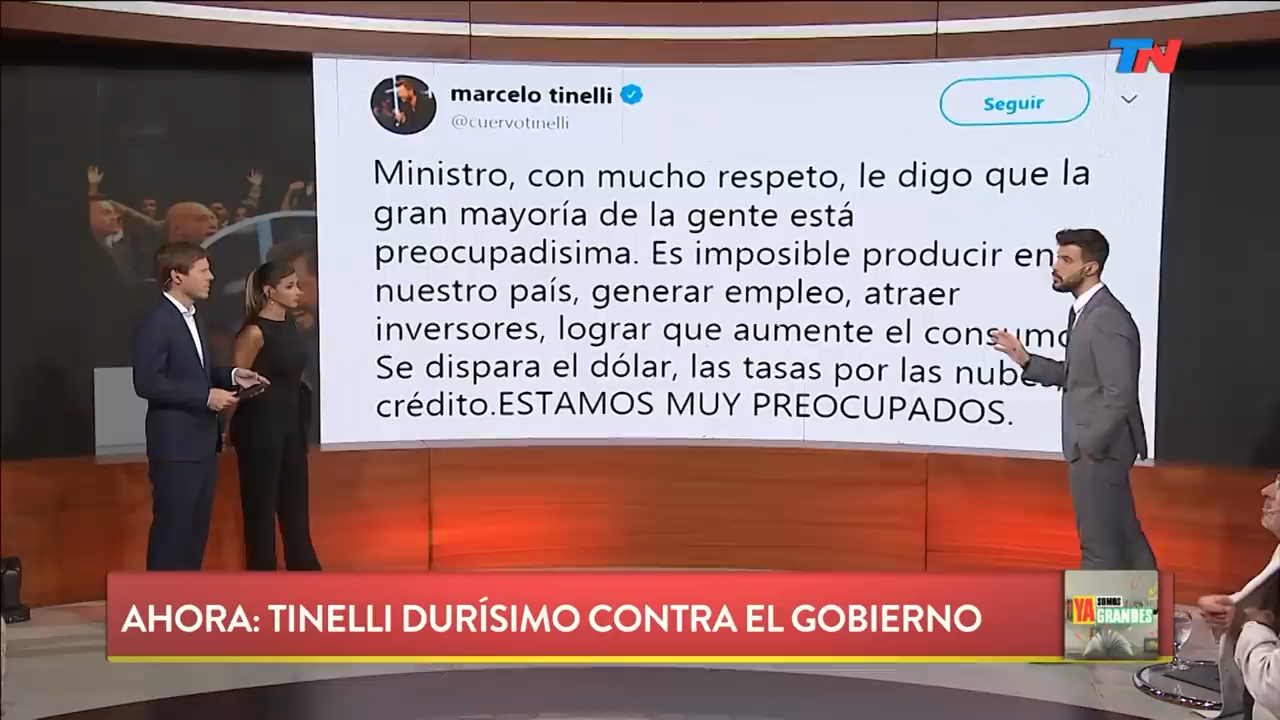 TN
marcelo tinelli
@cuervotinelli
Seguir
Ministro, con mucho respeto, le digo que la
gran mayoría de la gente está
preocupadisima. Es imposible producir en
nuestro país, generar empleo, atraer
inversores, lograr que aumente el consumo
Se dispara el dólar, las tasas por las nubes,
crédito.ESTAMOS MUY PREOCUPADOS.
AHORA: TINELLI DURÍSIMO CONTRA EL GOBIERNO
YA SOMOS GRANDES